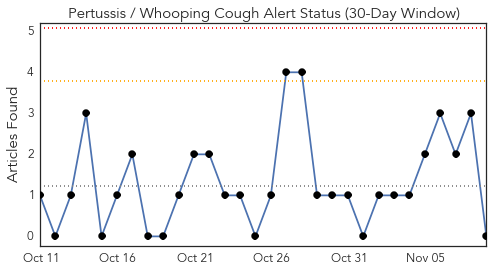 Pertussis / Whooping Cough Alert Status (30-Day Window)
Articles Found
5
4
3
2
1
0
Oct 11 Oct 16 Oct 21 Oct 26 Oct 31 Nov 05